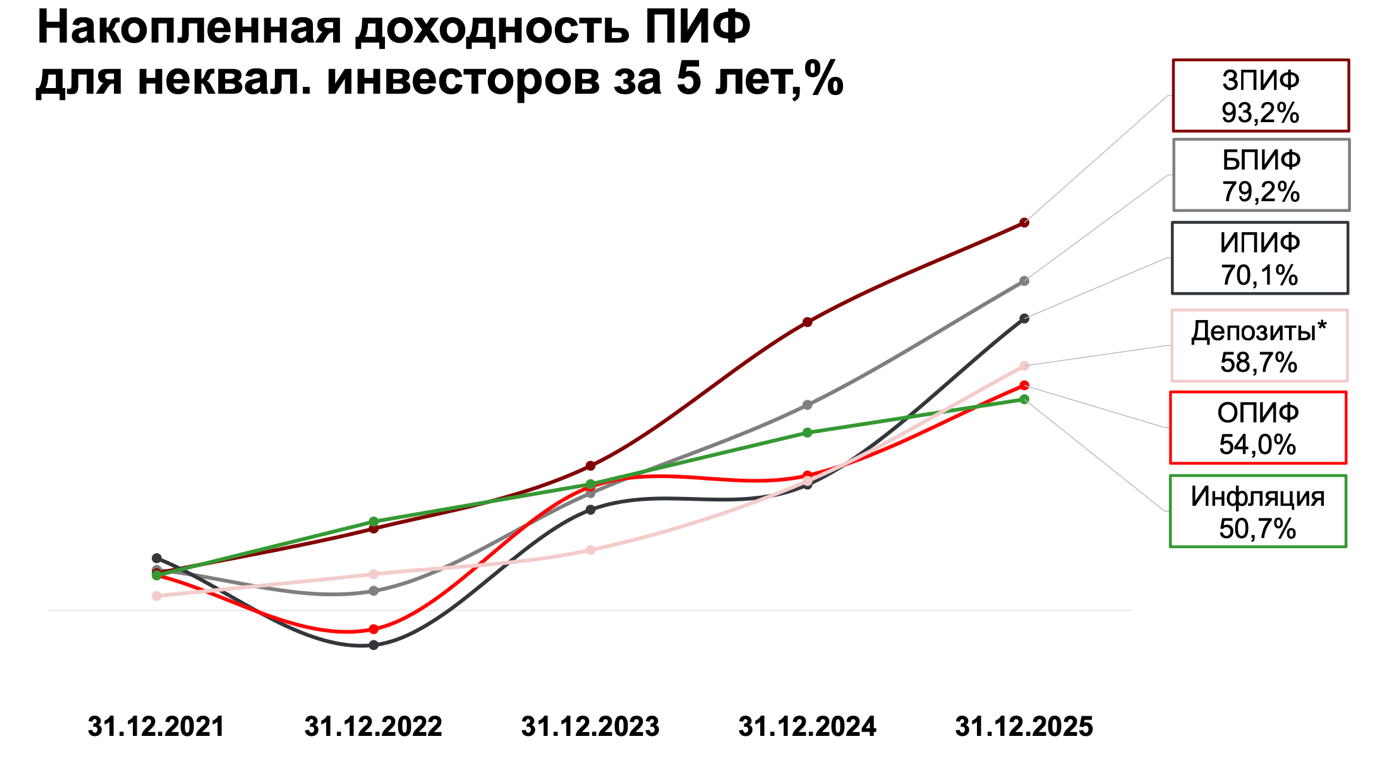 Накопленная доходность ПИФ
для неквал. инвесторов за 5 лет,%
ЗПИФ
93,2%
БПИФ
79,2%
ИПИФ
70,1%
Депозиты*
58,7%
ОПИФ
54,0%
Инфляция
50,7%
31.12.2021
31.12.2022
31.12.2023
31.12.2024
31.12.2025